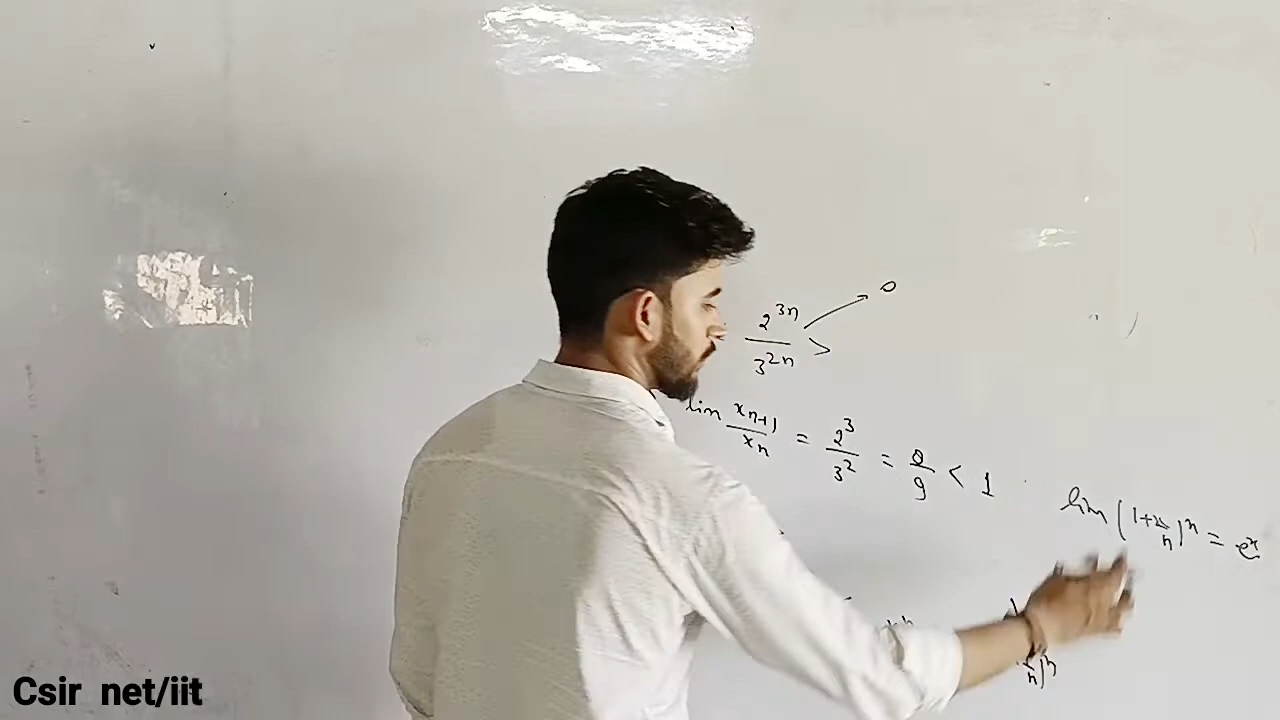 2^{3n} / 3^{2n} > → 0
lim x_{n+1} / x_n = 2^3 / 3^2 = 8/9 < 1
lim (1+x/n)^n = e^x
Csir net/iit